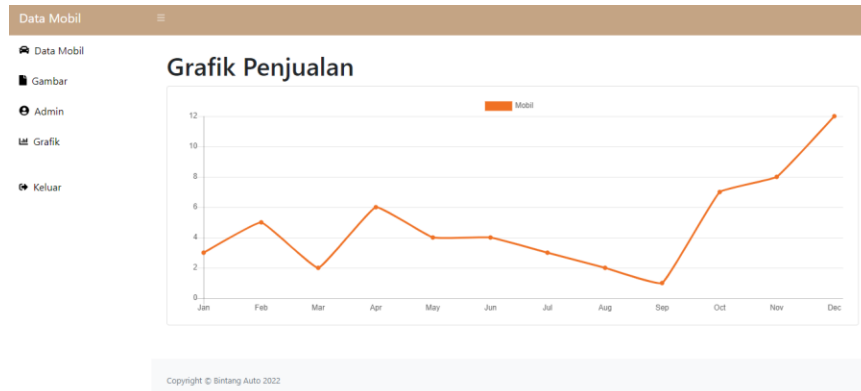 Data Mobil
Data Mobil
Gambar
Admin
Grafik
Keluar
Grafik Penjualan
Mobil
12
10
8
6
4
2
0
Jan Feb Mar Apr May Jun Jul Aug Sep Oct Nov Dec
Copyright © Bintang Auto 2022